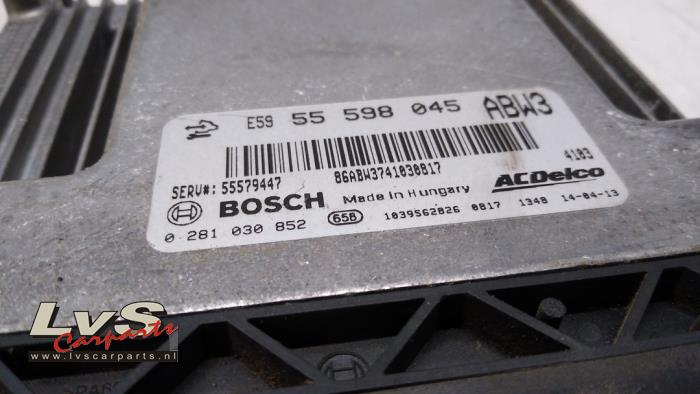 E59 55 598 045 ABW3
SERV#: 55579447 86ABW3741030817 4103
BOSCH Made in Hungary ACDelco
0 281 030 852 658 1039562826 0817 1348 14-04-13
LvS
Carparts
www.lvscarparts.nl